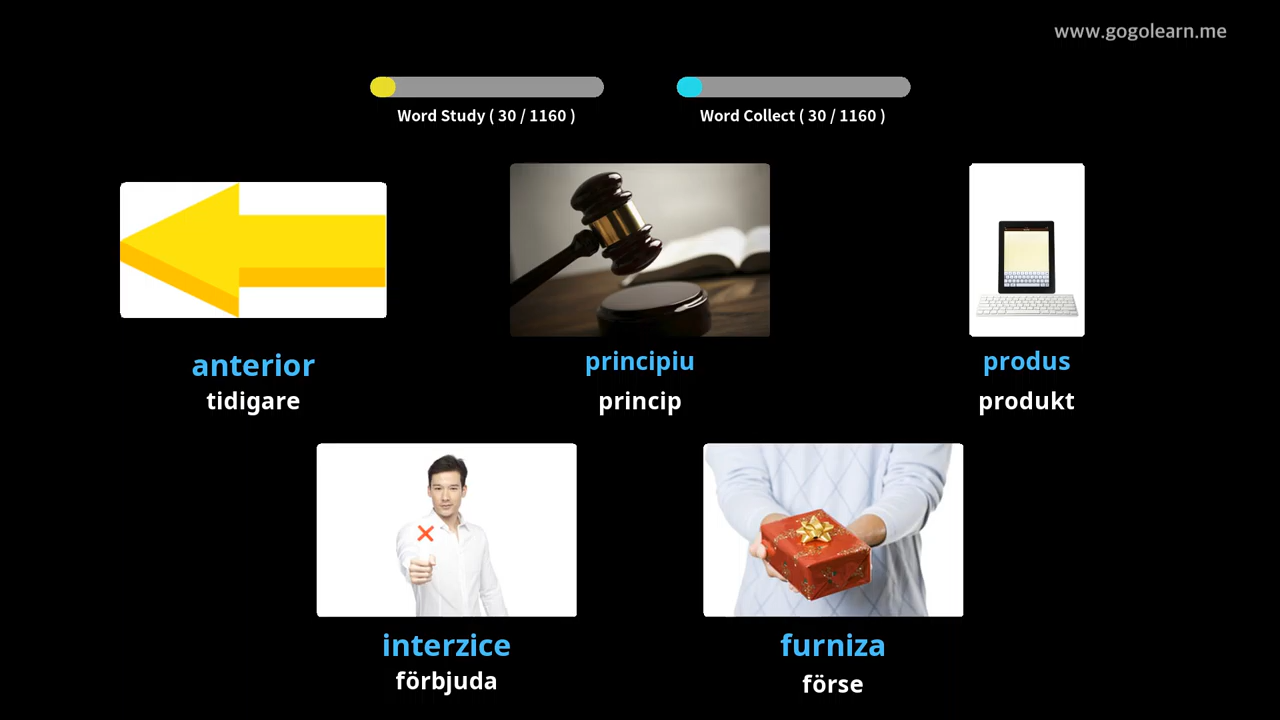 www.gogolearn.me
Word Study ( 30 / 1160 )
Word Collect ( 30 / 1160 )
anterior
tidigare
principiu
princip
produs
produkt
interzice
förbjuda
furniza
förse